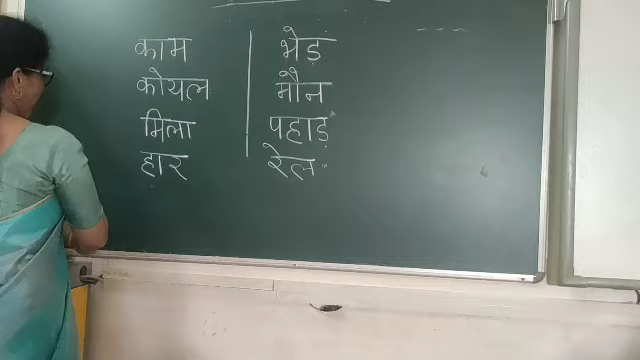 काम
कोयल
मिला
हार
भेड़
मौन
पहाड़
रेल